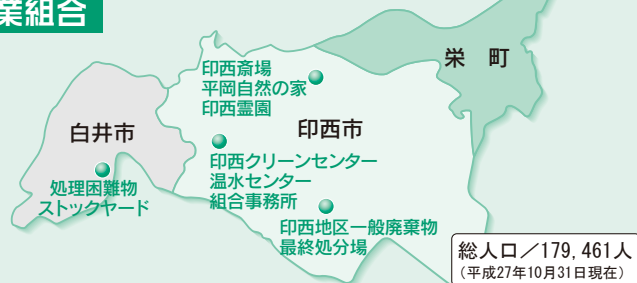 業組合
栄町
印西斎場
平岡自然の家
印西霊園
印西市
白井市
印西クリーンセンター
温水センター
組合事務所
処理困難物
ストックヤード
印西地区一般廃棄物
最終処分場
総人口／179,461人
（平成27年10月31日現在）